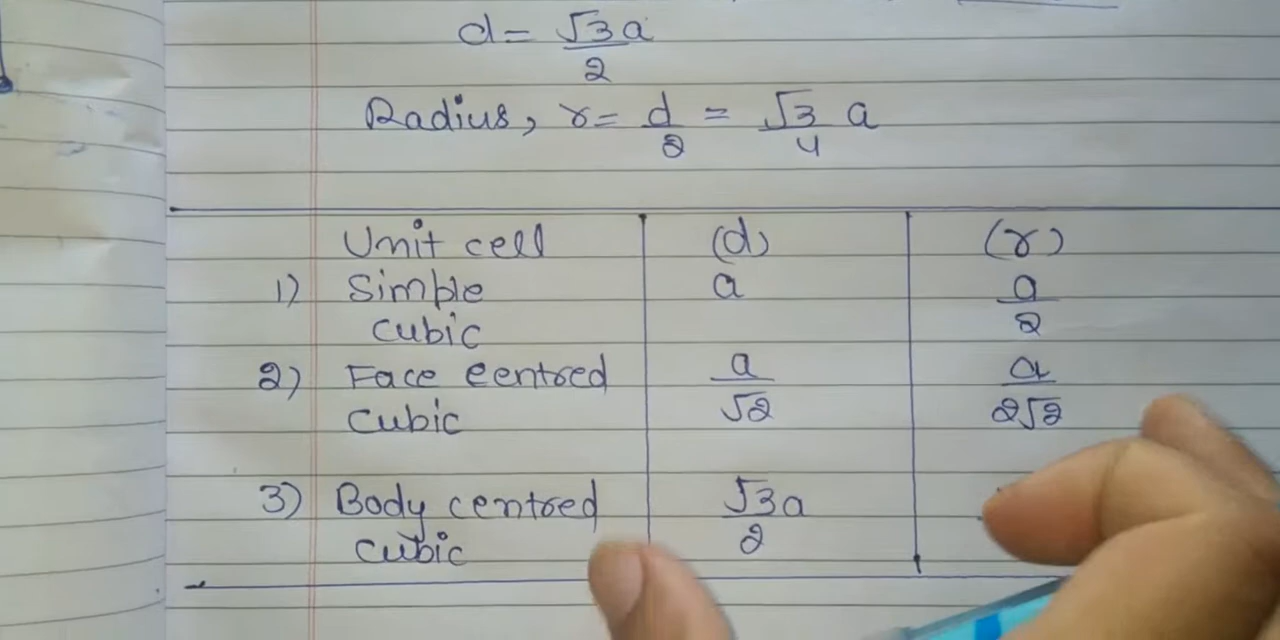 d = √3a / 2
Radius, r = d/2 = √3/4 a
Unit cell (d) (r)
1) Simple cubic a a/2
2) Face centred cubic a/√2 a/2√2
3) Body centred cubic √3a/2